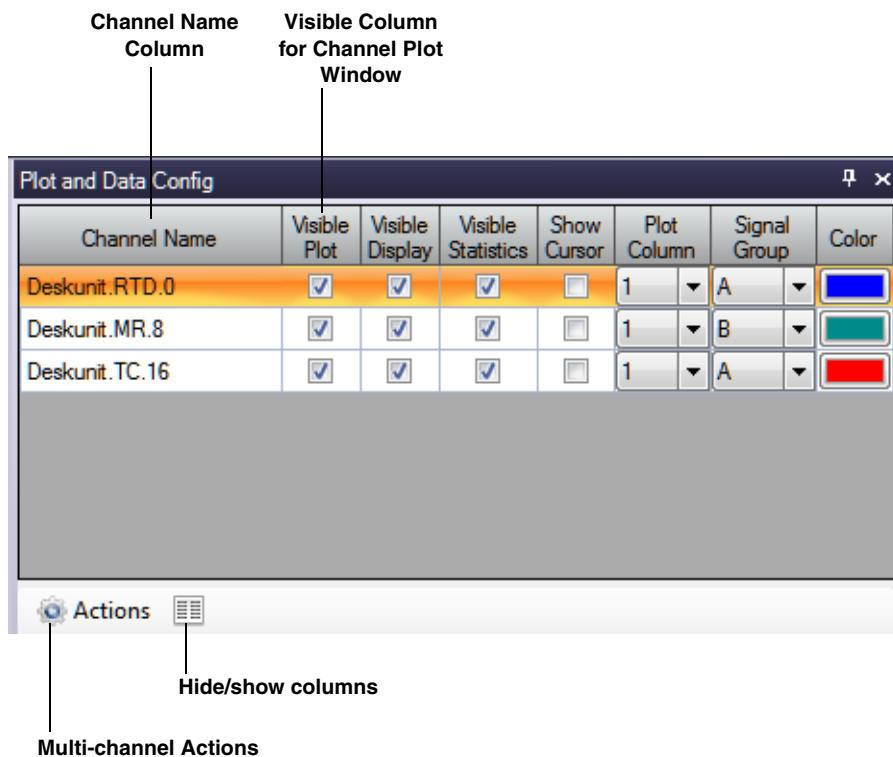 Channel Name
Column
Visible Column
for Channel Plot
Window
Plot and Data Config
Channel Name
Visible
Plot
Visible
Display
Visible
Statistics
Show
Cursor
Plot
Column
Signal
Group
Color
Deskunit.RTD.0 1 A
Deskunit.MR.8 1 B
Deskunit.TC.16 1 A
Actions
Hide/show columns
Multi-channel Actions